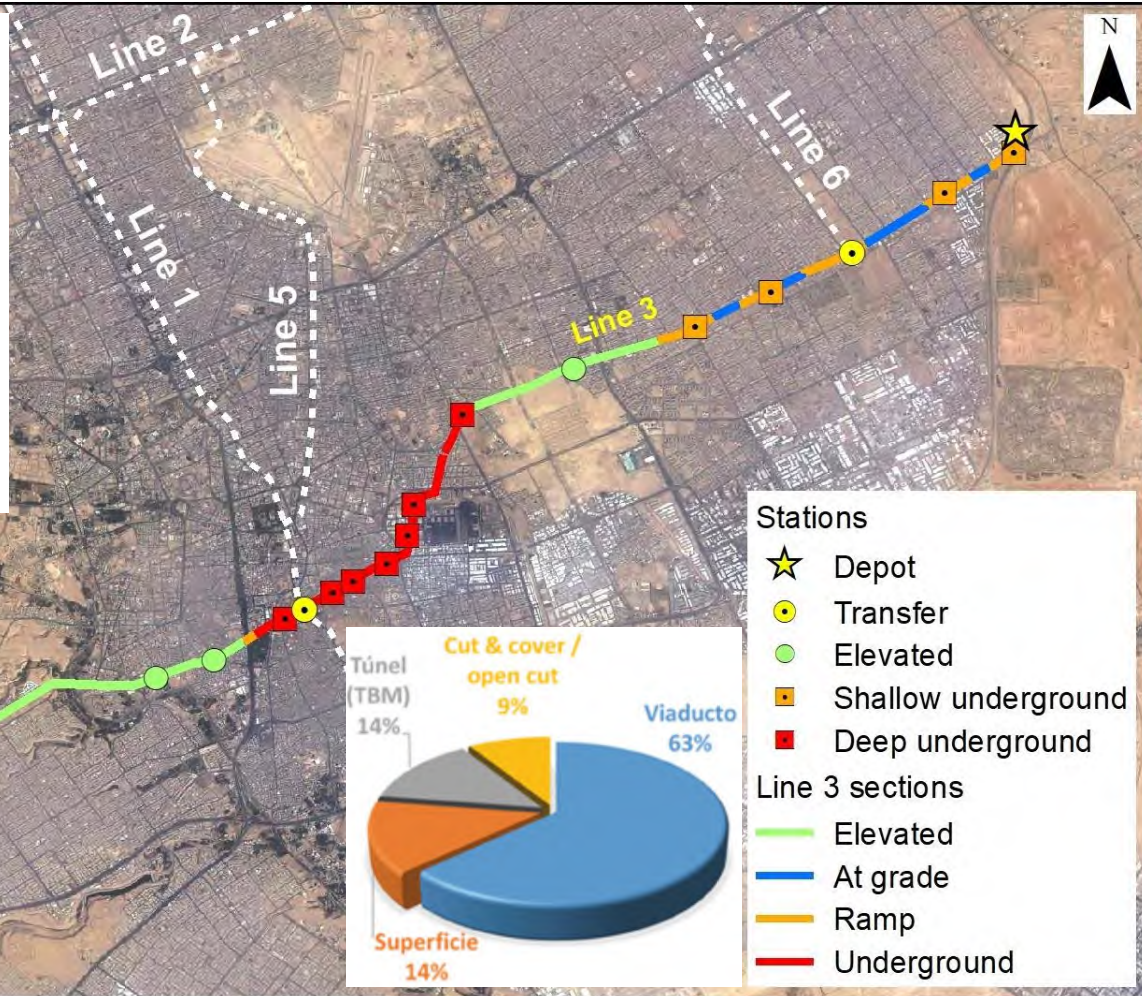 N
Line 2
Line 6
Line 1
Line 5
Line 3
Stations
Depot
Transfer
Elevated
Shallow underground
Deep underground
Line 3 sections
Elevated
At grade
Ramp
Underground
Cut & cover /
open cut
9%
Túnel
(TBM)
14%
Viaducto
63%
Superficie
14%